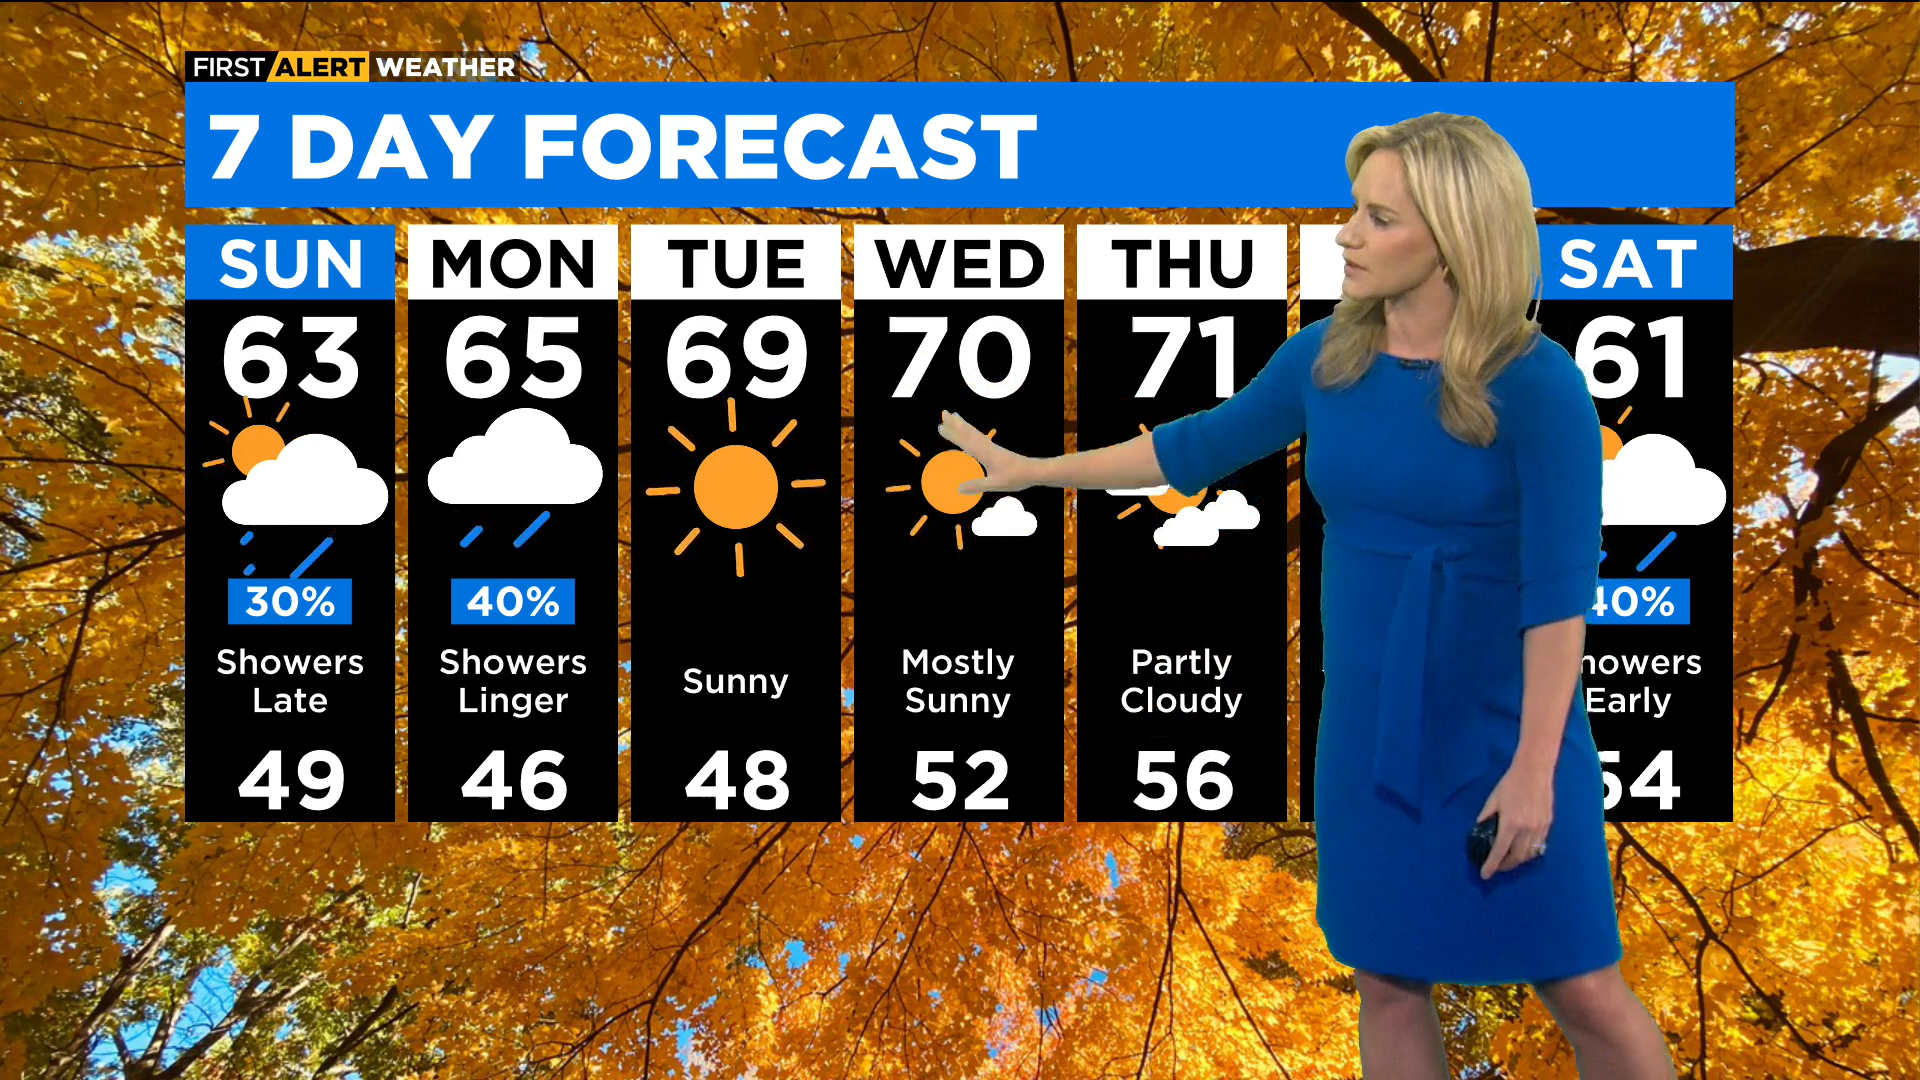 FIRST ALERT WEATHER
7 DAY FORECAST
SUN
63
30%
Showers
Late
49
MON
65
40%
Showers
Linger
46
TUE
69
Sunny
48
WED
70
Mostly
Sunny
52
THU
71
Partly
Cloudy
56
SAT
61
40%
Early